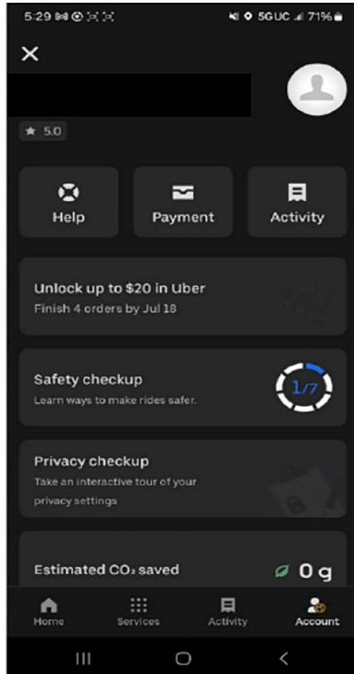 5:29 5GUC 71%
5.0
Help Payment Activity
Unlock up to $20 in Uber
Finish 4 orders by Jul 18
Safety checkup
Learn ways to make rides safer.
1/7
Privacy checkup
Take an interactive tour of your
privacy settings
Estimated CO₂ saved 0 g
Home Services Activity Account